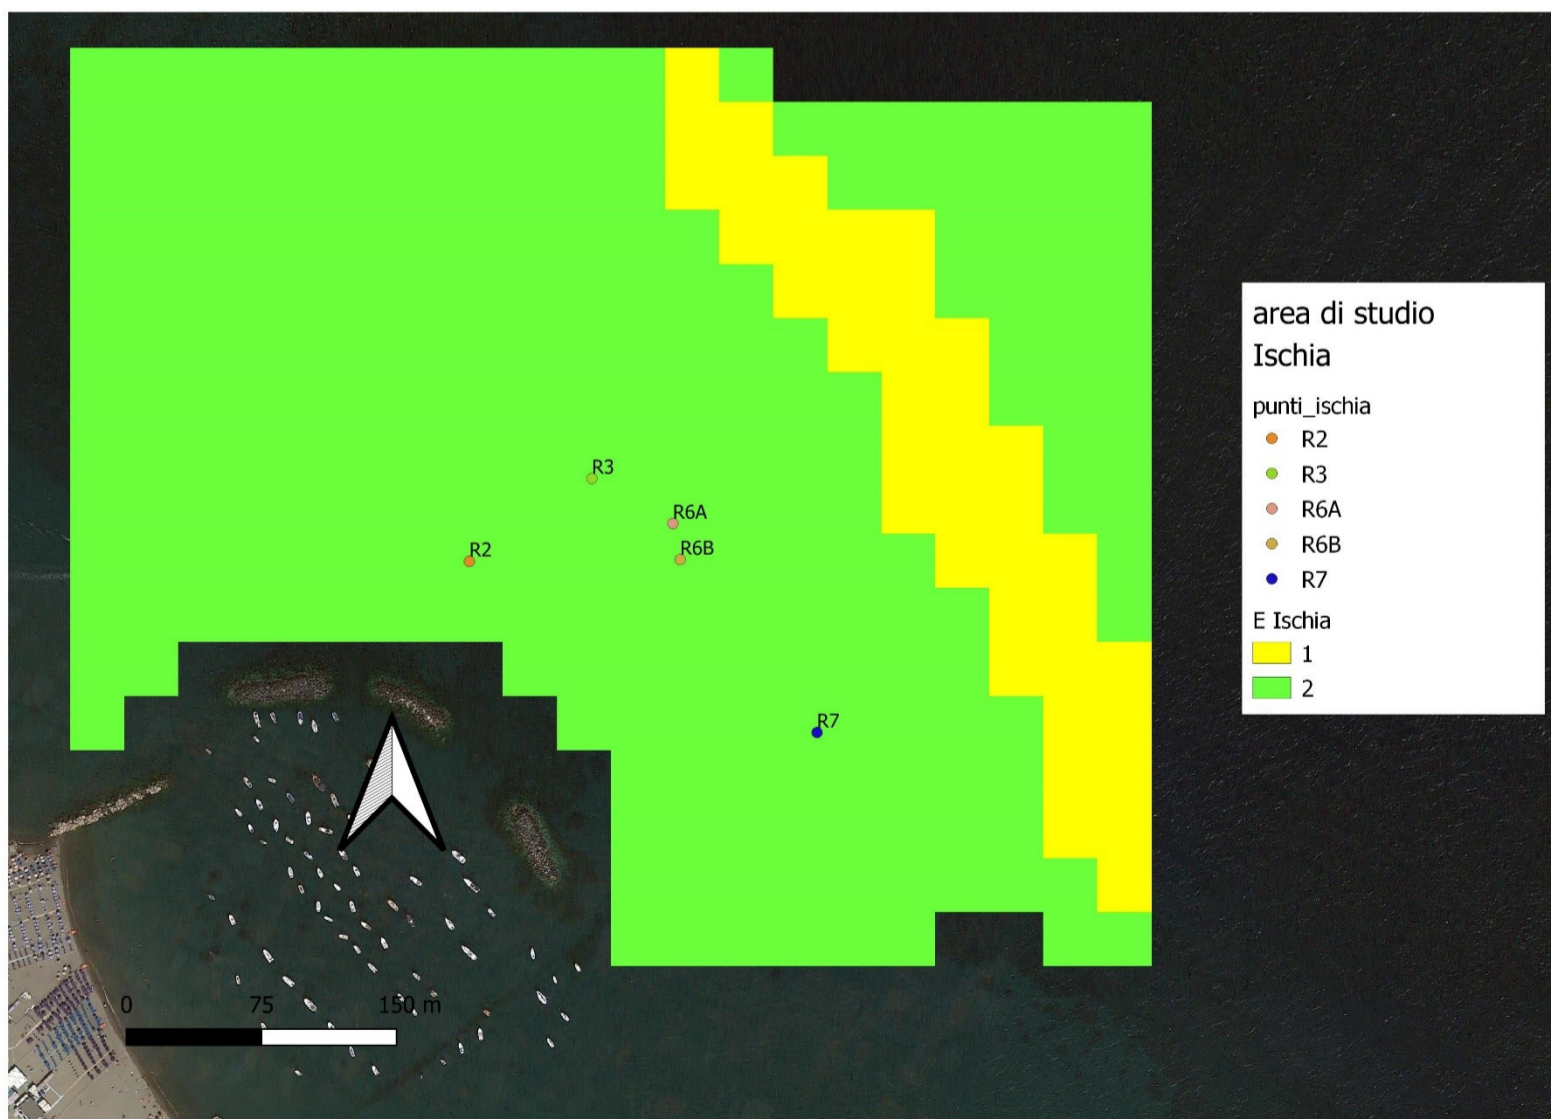 area di studio
Ischia
punti_ischia
R2
R3
R6A
R6B
R7
E Ischia
1
2
R3
R6A
R2
R6B
R7
0 75 150 m